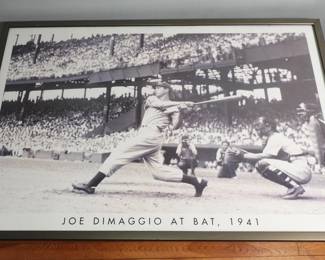 JOE DIMAGGIO AT BAT, 1941